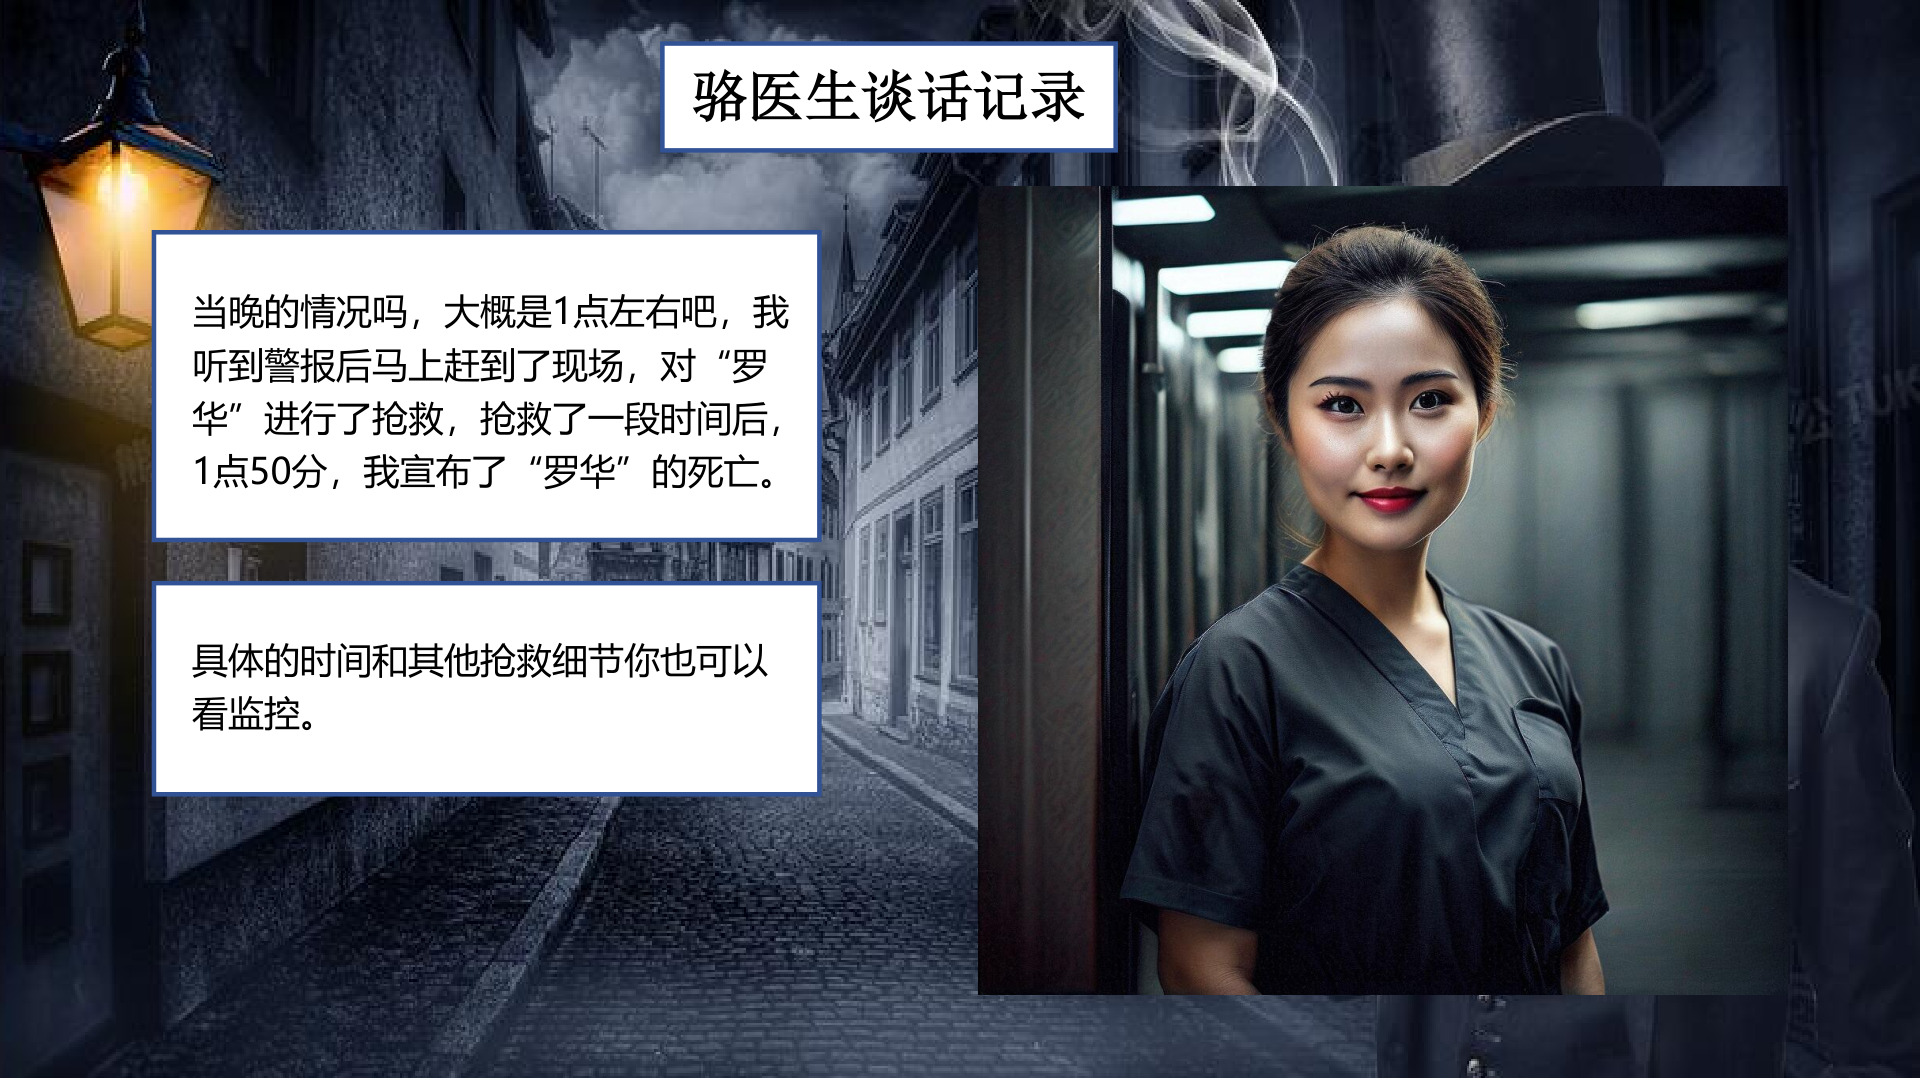 骆医生谈话记录
当晚的情况吗，大概是1点左右吧，我
听到警报后马上赶到了现场，对“罗
华”进行了抢救，抢救了一段时间后，
1点50分，我宣布了“罗华”的死亡。
具体的时间和其他抢救细节你也可以
看监控。